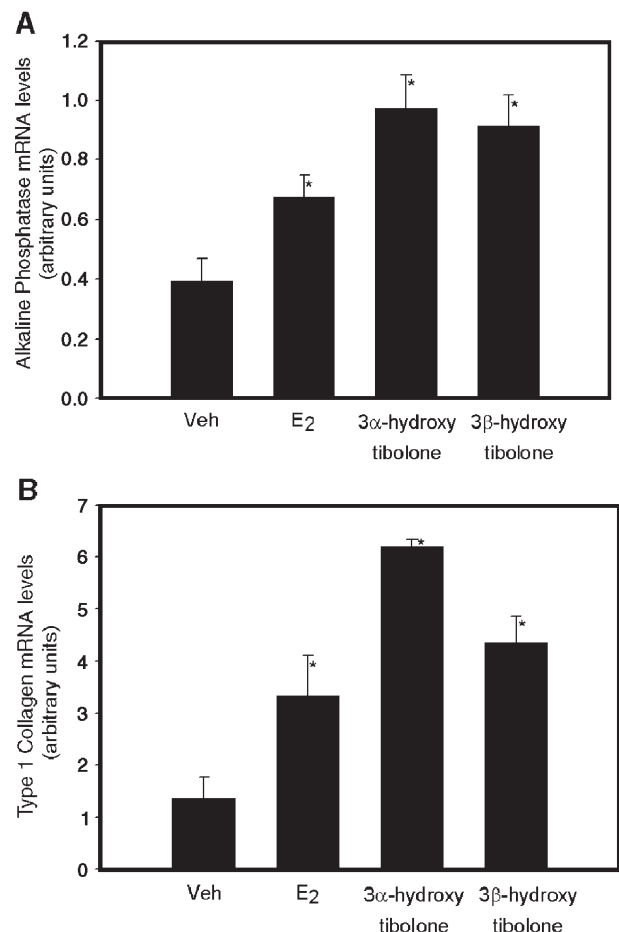 A
Alkaline Phosphatase mRNA levels
(arbitrary units)
1.2
1.0
0.8
0.6
0.4
0.2
0.0
*
*
*
Veh
E2
3α-hydroxy
tibolone
3β-hydroxy
tibolone
B
Type 1 Collagen mRNA levels
(arbitrary units)
7
6
5
4
3
2
1
0
*
*
*
Veh
E2
3α-hydroxy
tibolone
3β-hydroxy
tibolone